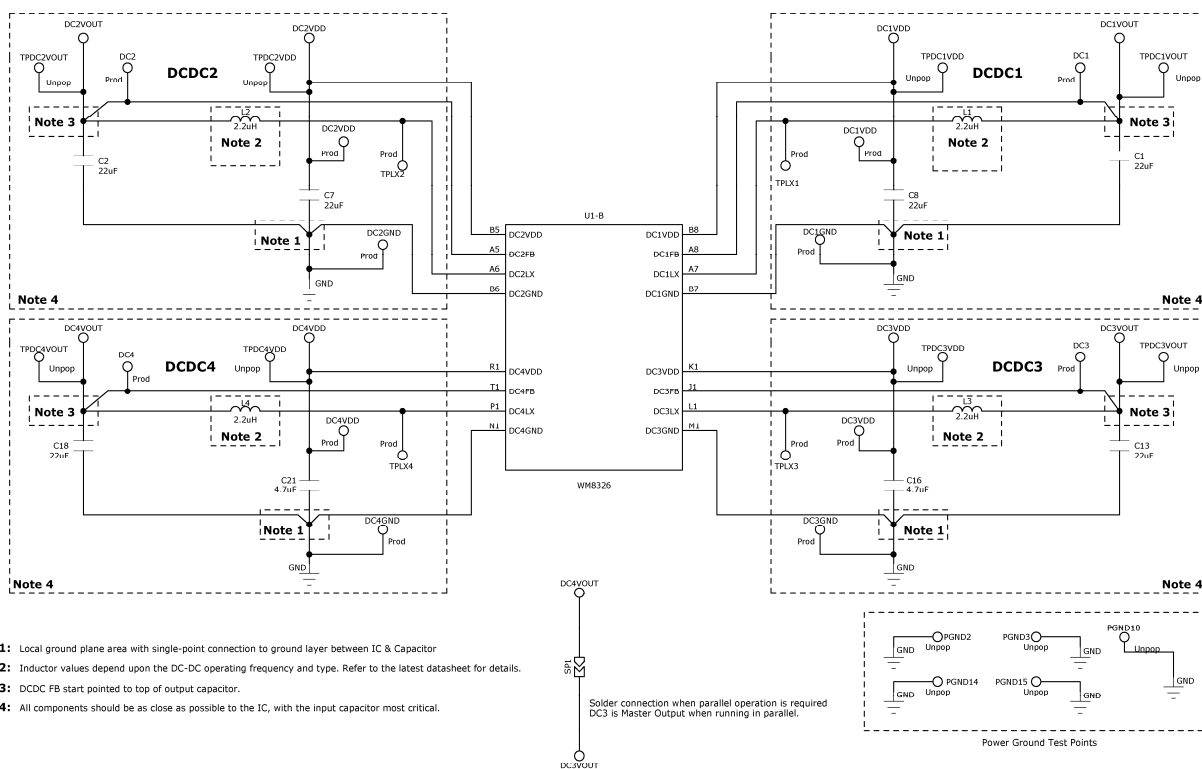 DC2VOUT
DC2VDD
TPDC2VOUT
Unpop
DC2
Prod
DCDC2
TPDC2VDD
Unpop
Note 3
L2
2.2uH
Note 2
DC2VDD
Prod
Prod
TPLX2
C2
22uF
C7
22uF
Note 1
DC2GND
Prod
GND
Note 4
DC1VDD
DC1VOUT
TPDC1VDD
Unpop
DCDC1
DC1
Prod
TPDC1VOUT
Unpop
L1
2.2uH
Note 2
Note 3
DC1VDD
Prod
Prod
TPLX1
C1
22uF
C8
22uF
DC1GND
Prod
Note 1
GND
Note 4
U1-B
B5
DC2VDD
DC1VDD
B8
A5
DC2FB
DC1FB
A8
A6
DC2LX
DC1LX
A7
B6
DC2GND
DC1GND
B7
R1
DC4VDD
DC3VDD
K1
T1
DC4FB
DC3FB
J1
P1
DC4LX
DC3LX
L1
N1
DC4GND
DC3GND
M1
WM8326
DC4VOUT
DC4VDD
TPDC4VOUT
Unpop
DC4
Prod
DCDC4
TPDC4VDD
Unpop
Note 3
L4
2.2uH
Note 2
DC4VDD
Prod
Prod
TPLX4
C18
22uF
C21
4.7uF
Note 1
DC4GND
Prod
GND
Note 4
DC3VDD
DC3VOUT
TPDC3VDD
Unpop
DCDC3
DC3
Prod
TPDC3VOUT
Unpop
L3
2.2uH
Note 2
Note 3
DC3VDD
Prod
Prod
TPLX3
C13
22uF
C16
4.7uF
DC3GND
Prod
Note 1
GND
Note 4
1: Local ground plane area with single-point connection to ground layer between IC & Capacitor
2: Inductor values depend upon the DC-DC operating frequency and type. Refer to the latest datasheet for details.
3: DCDC FB start pointed to top of output capacitor.
4: All components should be as close as possible to the IC, with the input capacitor most critical.
DC4VOUT
SP1
Solder connection when parallel operation is required
DC3 is Master Output when running in parallel.
DC3VOUT
PGND2
Unpop
GND
PGND3
Unpop
GND
PGND10
Unpop
GND
PGND14
Unpop
GND
PGND15
Unpop
GND
Power Ground Test Points